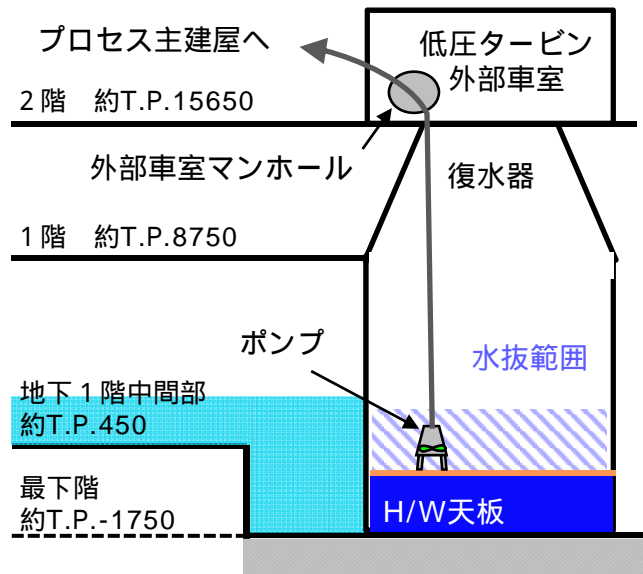 プロセス主建屋へ
低圧タービン
外部車室
2階　約T.P.15650
外部車室マンホール
復水器
1階　約T.P.8750
ポンプ
水抜範囲
地下1階中間部
約T.P.450
最下階
約T.P.-1750
H/W天板